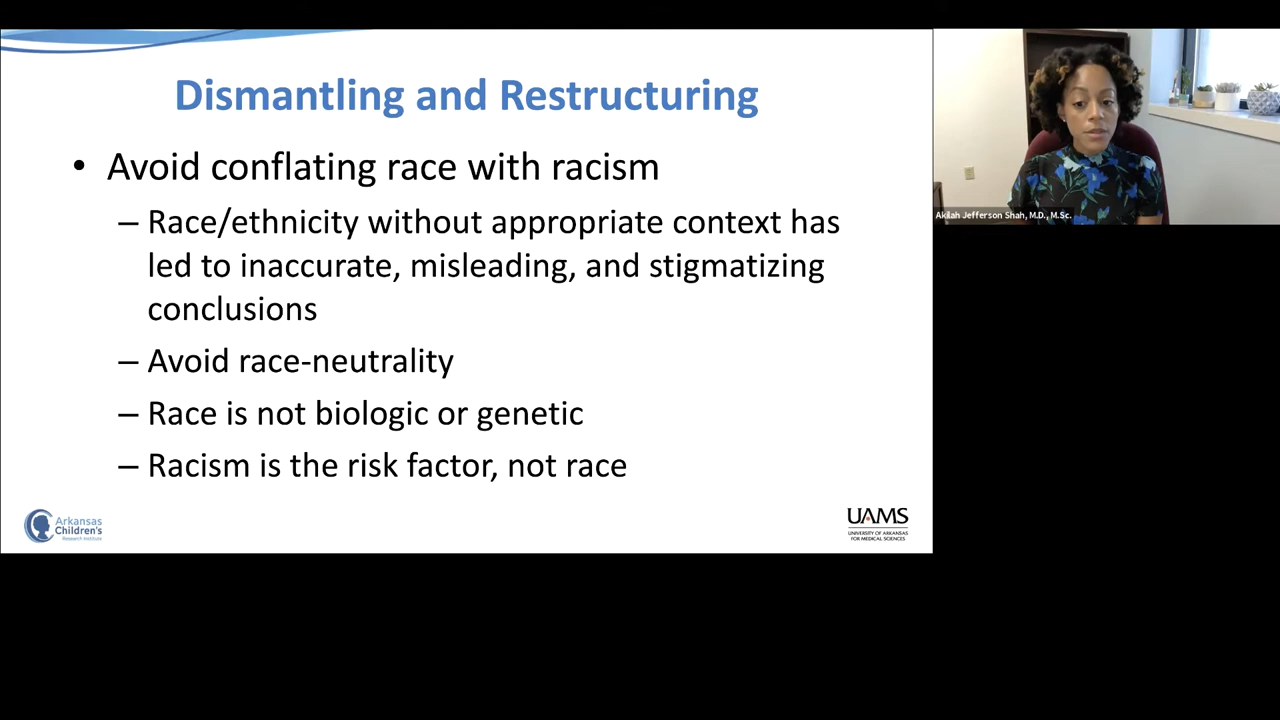 Dismantling and Restructuring
• Avoid conflating race with racism
– Race/ethnicity without appropriate context has
led to inaccurate, misleading, and stigmatizing
conclusions
– Avoid race-neutrality
– Race is not biologic or genetic
– Racism is the risk factor, not race
Arkansas
Children's
Research Institute
UAMS
UNIVERSITY OF ARKANSAS
FOR MEDICAL SCIENCES
Akilah Jefferson Shah, M.D., M.Sc.